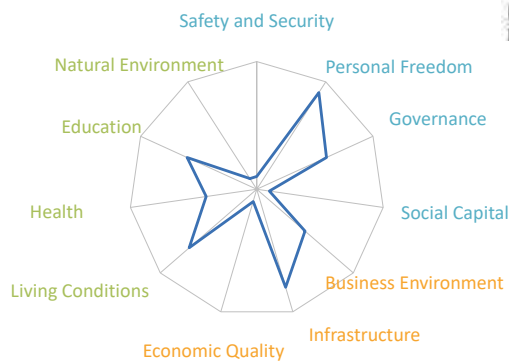 Safety and Security
Natural Environment
Personal Freedom
Education
Governance
Health
Social Capital
Living Conditions
Business Environment
Infrastructure
Economic Quality